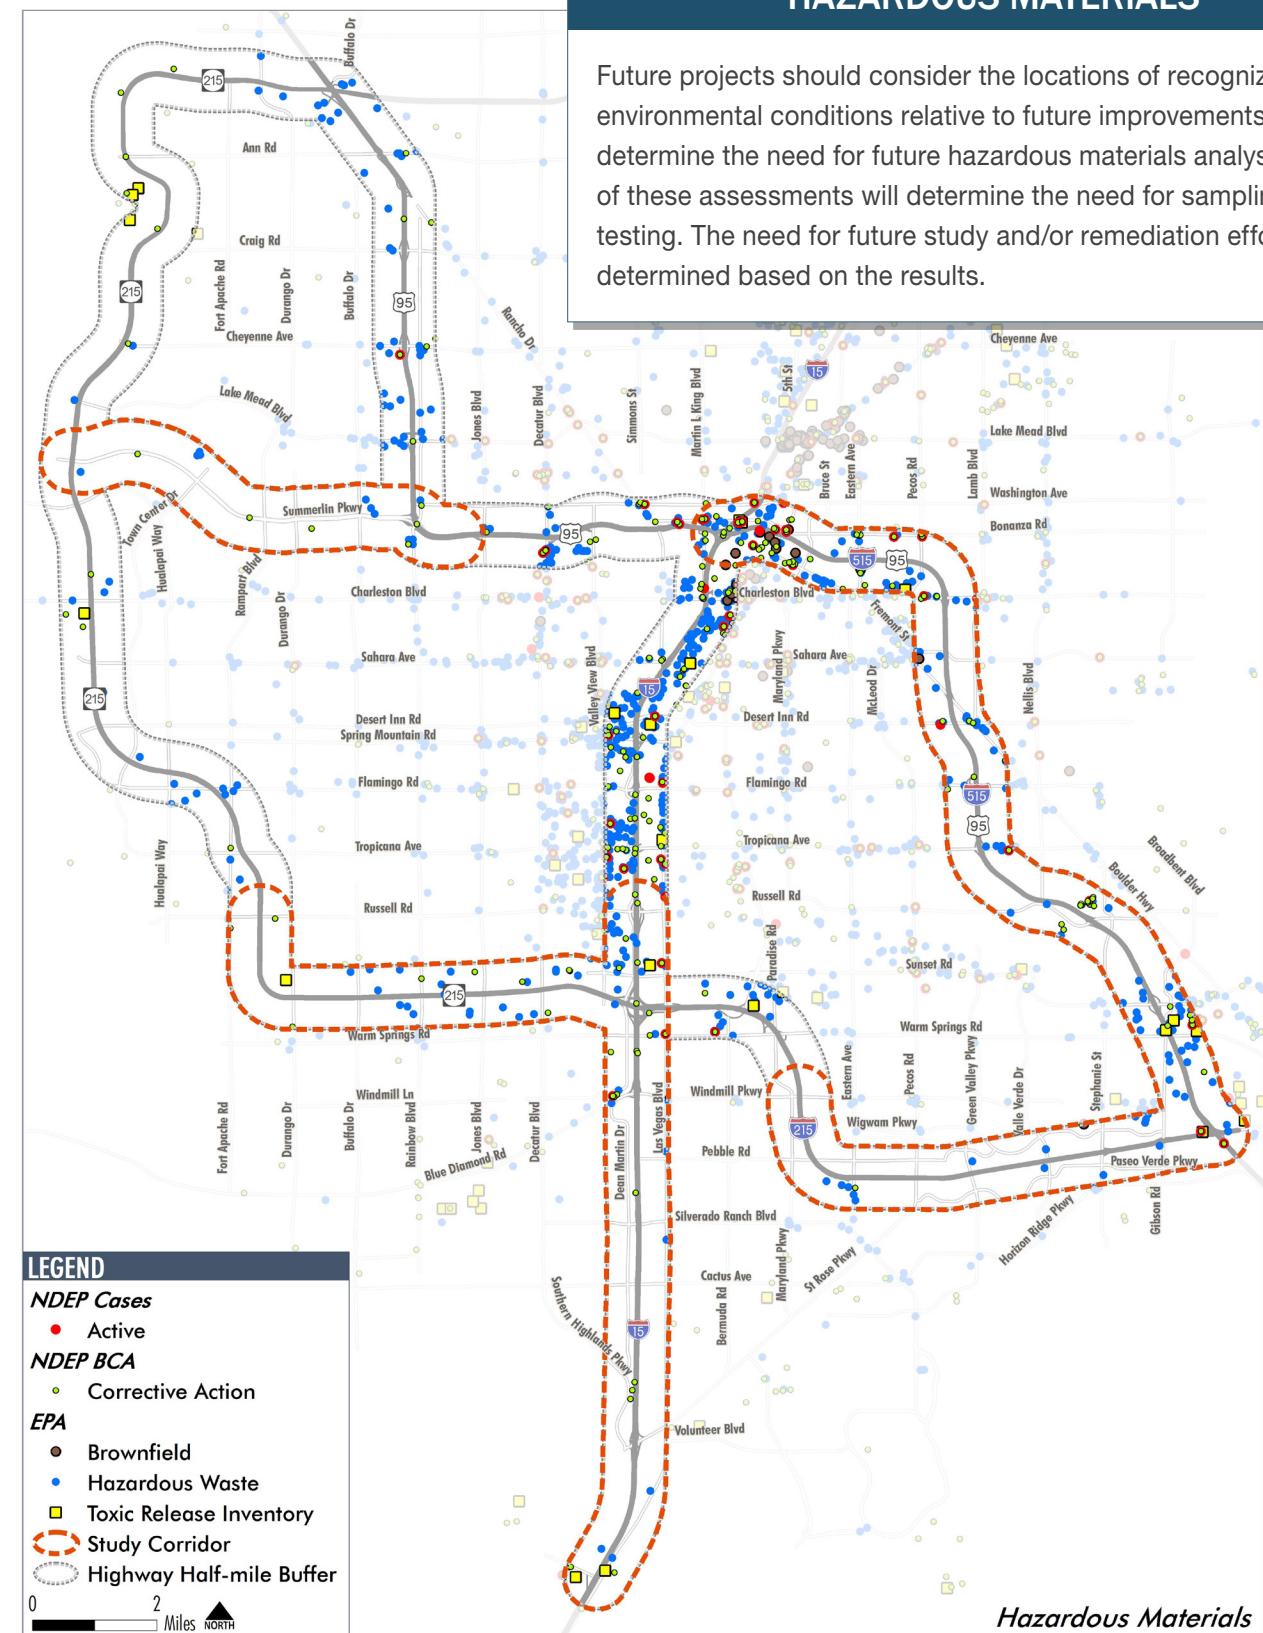 HAZARDOUS MATERIALS
Future projects should consider the locations of
environmental conditions relative to future improvements
determine the need for future hazardous materials
of these assessments will determine the need for
testing. The need for future study and/or remediation
determined based on the results.
Buffalo Dr
215
Ann Rd
Craig Rd
215
Fort Apache Rd
Durango Dr
Buffalo Dr
95
Cheyenne Ave
Rancho Dr
Cheyenne Ave
Lake Mead Blvd
Jones Blvd
Decatur Blvd
Simmons St
Martin L King Blvd
5th St
15
Lake Mead Blvd
Bruce St
Eastern Ave
Pecos Rd
Lamb Blvd
Washington Ave
Town Center Dr
Summerlin Pkwy
95
Bonanza Rd
515
95
Hualapai Way
Rampart Blvd
Durango Dr
Charleston Blvd
Charleston Blvd
Fremont St
Sahara Ave
Valley View Blvd
Maryland Pkwy
Sahara Ave
McLeod Dr
Nellis Blvd
215
15
Desert Inn Rd
Spring Mountain Rd
Desert Inn Rd
Flamingo Rd
Flamingo Rd
515
95
Hualapai Way
Tropicana Ave
Tropicana Ave
Broadbent Blvd
Boulder Hwy
Russell Rd
Russell Rd
Paradise Rd
Sunset Rd
215
Warm Springs Rd
Warm Springs Rd
Fort Apache Rd
Durango Dr
Buffalo Dr
Windmill Ln
Rainbow Blvd
Jones Blvd
Decatur Blvd
Blue Diamond Rd
Dean Martin Dr
Las Vegas Blvd
Windmill Pkwy
215
Eastern Ave
Pecos Rd
Green Valley Pkwy
Valle Verde Dr
Stephanie St
Wigwam Pkwy
Pebble Rd
Paseo Verde Pkwy
Gibson Rd
Silverado Ranch Blvd
Horizon Ridge Pkwy
Maryland Pkwy
St Rose Pkwy
Cactus Ave
Bermuda Rd
Southern Highlands Pkwy
15
Volunteer Blvd
LEGEND
NDEP Cases
Active
NDEP BCA
Corrective Action
EPA
Brownfield
Hazardous Waste
Toxic Release Inventory
Study Corridor
Highway Half-mile Buffer
0 2
Miles NORTH
Hazardous Materials